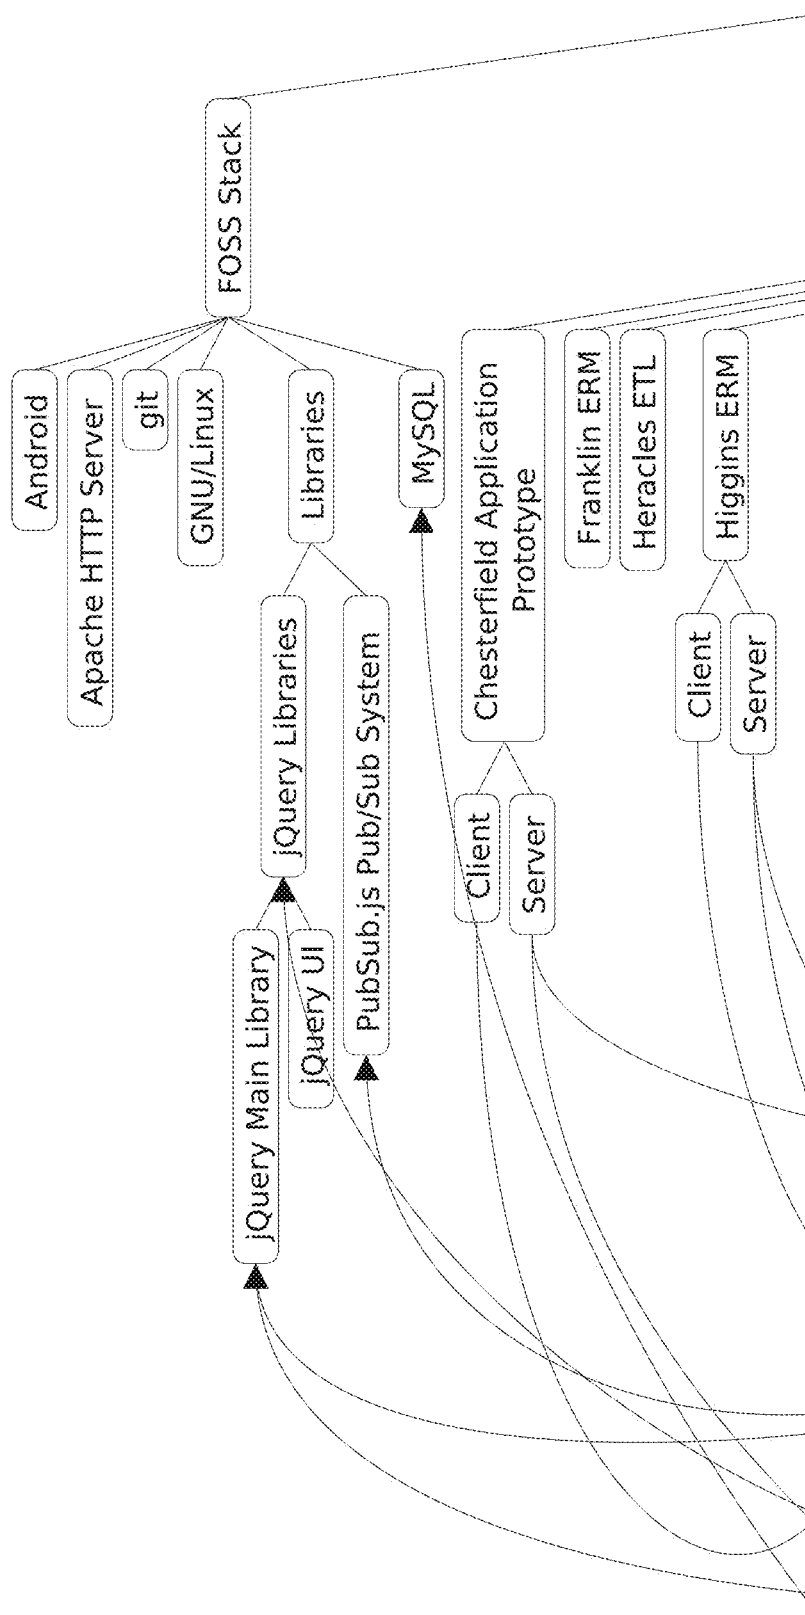 FOSS Stack
Android
Apache HTTP Server
git
GNU/Linux
Libraries
MySQL
jQuery Libraries
PubSub.js Pub/Sub System
jQuery Main Library
jQuery UI
Chesterfield Application
Prototype
Client
Server
Franklin ERM
Heracles ETL
Higgins ERM
Client
Server